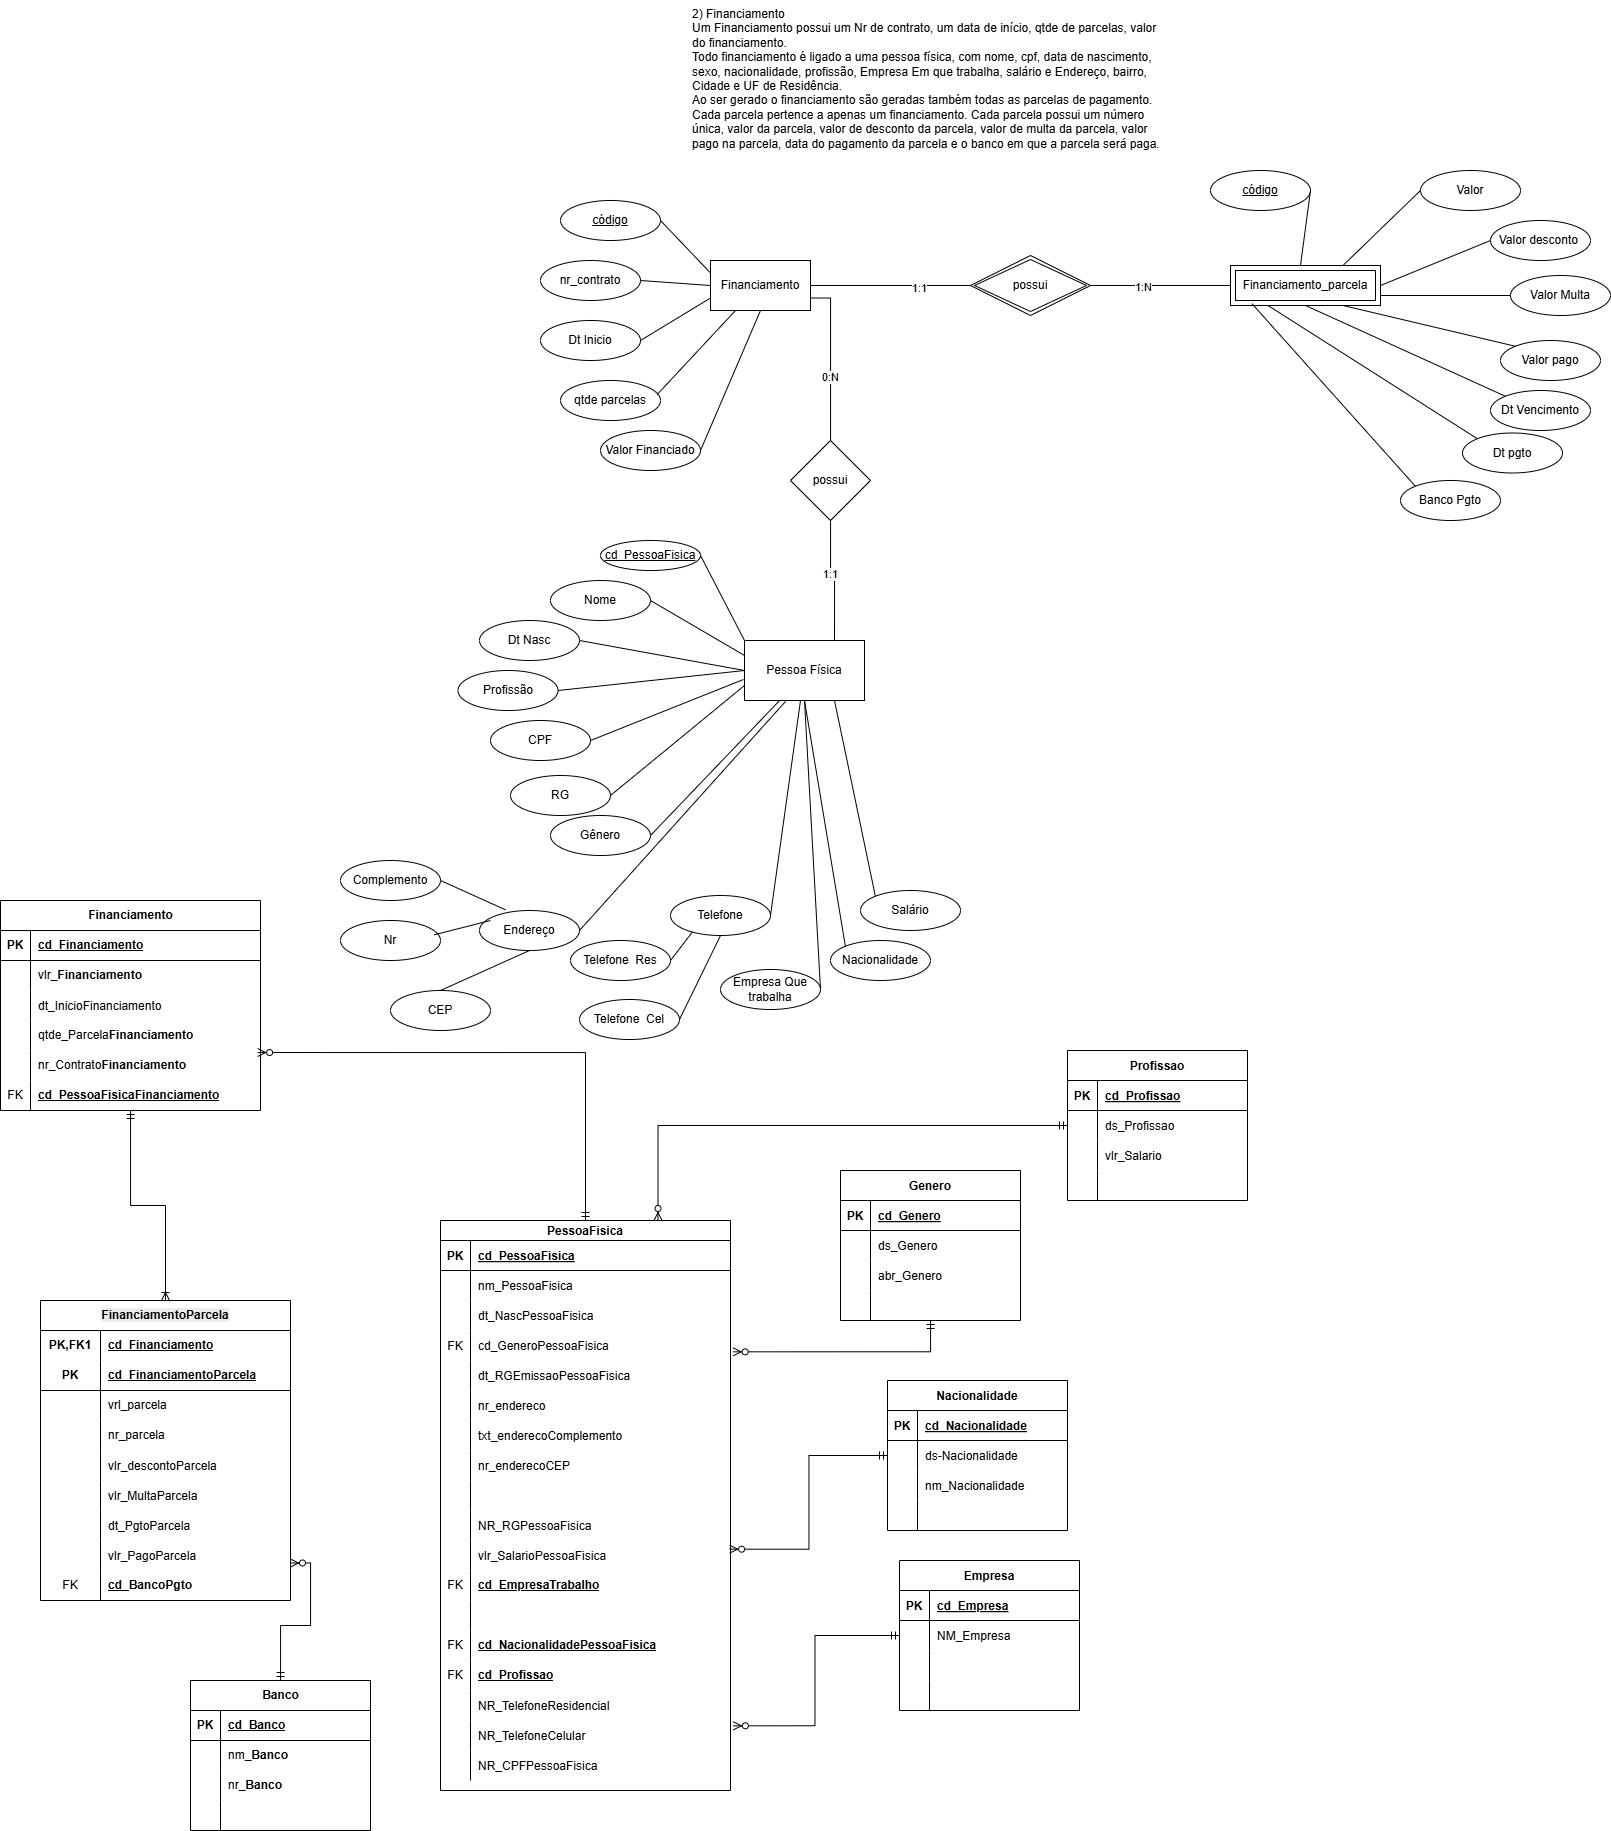 2) Financiamento
Um Financiamento possui um Nr de contrato, um data de início, qtde de parcelas, valor
do financiamento.
Todo financiamento é ligado a uma pessoa física, com nome, cpf, data de nascimento,
sexo, nacionalidade, profissão, Empresa Em que trabalha, salário e Endereço, bairro,
Cidade e UF de Residência.
Ao ser gerado o financiamento são geradas também todas as parcelas de pagamento.
Cada parcela pertence a apenas um financiamento. Cada parcela possui um número
única, valor da parcela, valor de desconto da parcela, valor de multa da parcela, valor
pago na parcela, data do pagamento da parcela e o banco em que a parcela será paga.
código
nr_contrato
Dt Inicio
qtde parcelas
Valor Financiado
Financiamento
1:1
possui
1:N
Financiamento_parcela
código
Valor
Valor desconto
Valor Multa
Valor pago
Dt Vencimento
Dt pgto
Banco Pgto
0:N
possui
1:1
Pessoa Física
cd_PessoaFisica
Nome
Dt Nasc
Profissão
CPF
RG
Gênero
Complemento
Nr
Endereço
CEP
Telefone
Telefone Res
Telefone Cel
Empresa Que
trabalha
Nacionalidade
Salário
Financiamento
PK cd_Financiamento
vlr_Financiamento
dt_InicioFinanciamento
qtde_ParcelaFinanciamento
nr_ContratoFinanciamento
FK cd_PessoaFisicaFinanciamento
FinanciamentoParcela
PK,FK1 cd_Financiamento
PK cd_FinanciamentoParcela
vrl_parcela
nr_parcela
vlr_descontoParcela
vlr_MultaParcela
dt_PgtoParcela
vlr_PagoParcela
FK cd_BancoPgto
Banco
PK cd_Banco
nm_Banco
nr_Banco
PessoaFisica
PK cd_PessoaFisica
nm_PessoaFisica
dt_NascPessoaFisica
FK cd_GeneroPessoaFisica
dt_RGEmissaoPessoaFisica
nr_endereco
txt_enderecoComplemento
nr_enderecoCEP
NR_RGPessoaFisica
vlr_SalarioPessoaFisica
FK cd_EmpresaTrabalho
FK cd_NacionalidadePessoaFisica
FK cd_Profissao
NR_TelefoneResidencial
NR_TelefoneCelular
NR_CPFPessoaFisica
Profissao
PK cd_Profissao
ds_Profissao
vlr_Salario
Genero
PK cd_Genero
ds_Genero
abr_Genero
Nacionalidade
PK cd_Nacionalidade
ds-Nacionalidade
nm_Nacionalidade
Empresa
PK cd_Empresa
NM_Empresa